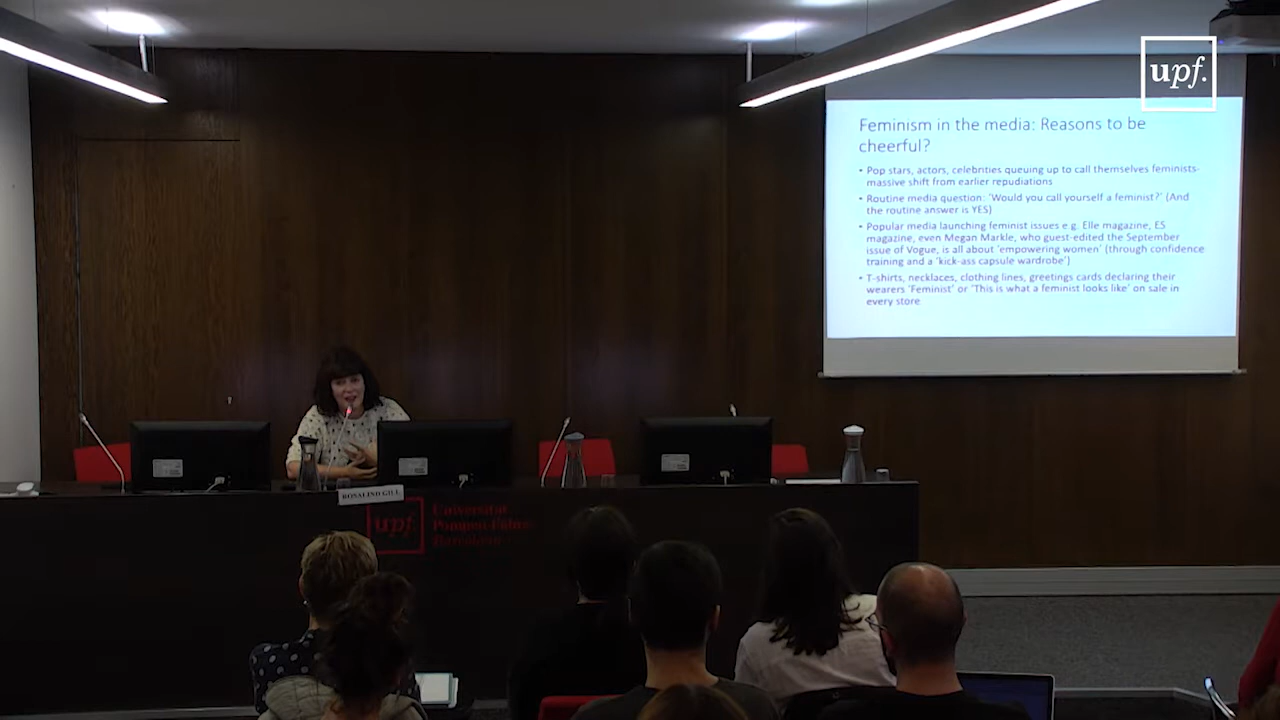 upf.
Feminism in the media: Reasons to be
cheerful?
• Pop stars, actors, celebrities queuing up to call themselves feminists-
massive shift from earlier repudiations
• Routine media question: 'Would you call yourself a feminist?' (And
the routine answer is YES)
• Popular media launching feminist issues e.g. Elle magazine, ES
magazine, even Megan Markle, who guest-edited the September
issue of Vogue, is all about 'empowering women' (through confidence
training and a 'kick-ass capsule wardrobe')
• T-shirts, necklaces, clothing lines, greetings cards declaring their
wearers 'Feminist' or 'This is what a feminist looks like' on sale in
every store
ROSALIND GILL
upf.
Universitat
Pompeu Fabra
Barcelona